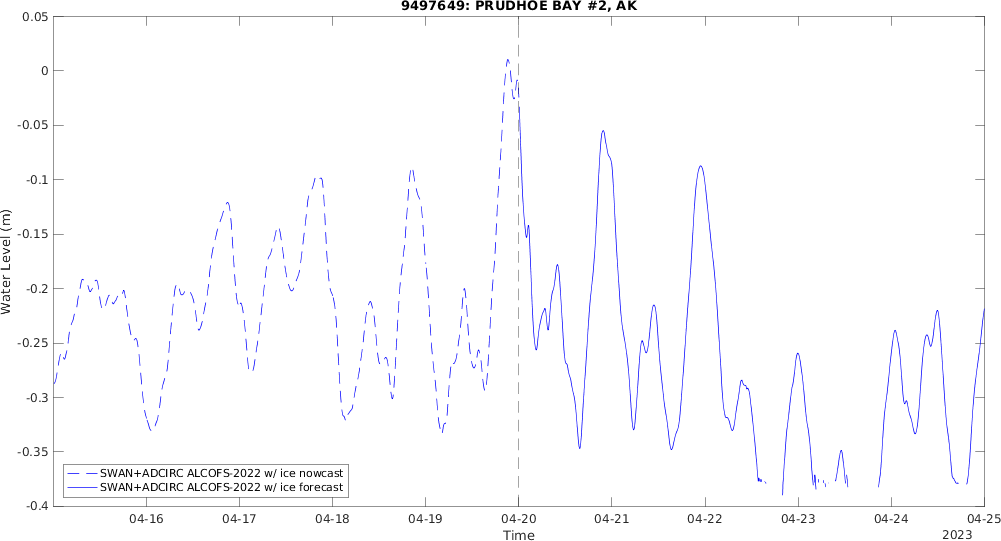 9497649: PRUDHOE BAY #2, AK
0.05
0
-0.05
-0.1
-0.15
-0.2
-0.25
-0.3
-0.35
-0.4
Water Level (m)
SWAN+ADCIRC ALCOFS-2022 w/ ice nowcast
SWAN+ADCIRC ALCOFS-2022 w/ ice forecast
04-16 04-17 04-18 04-19 04-20 04-21 04-22 04-23 04-24 04-25
Time
2023